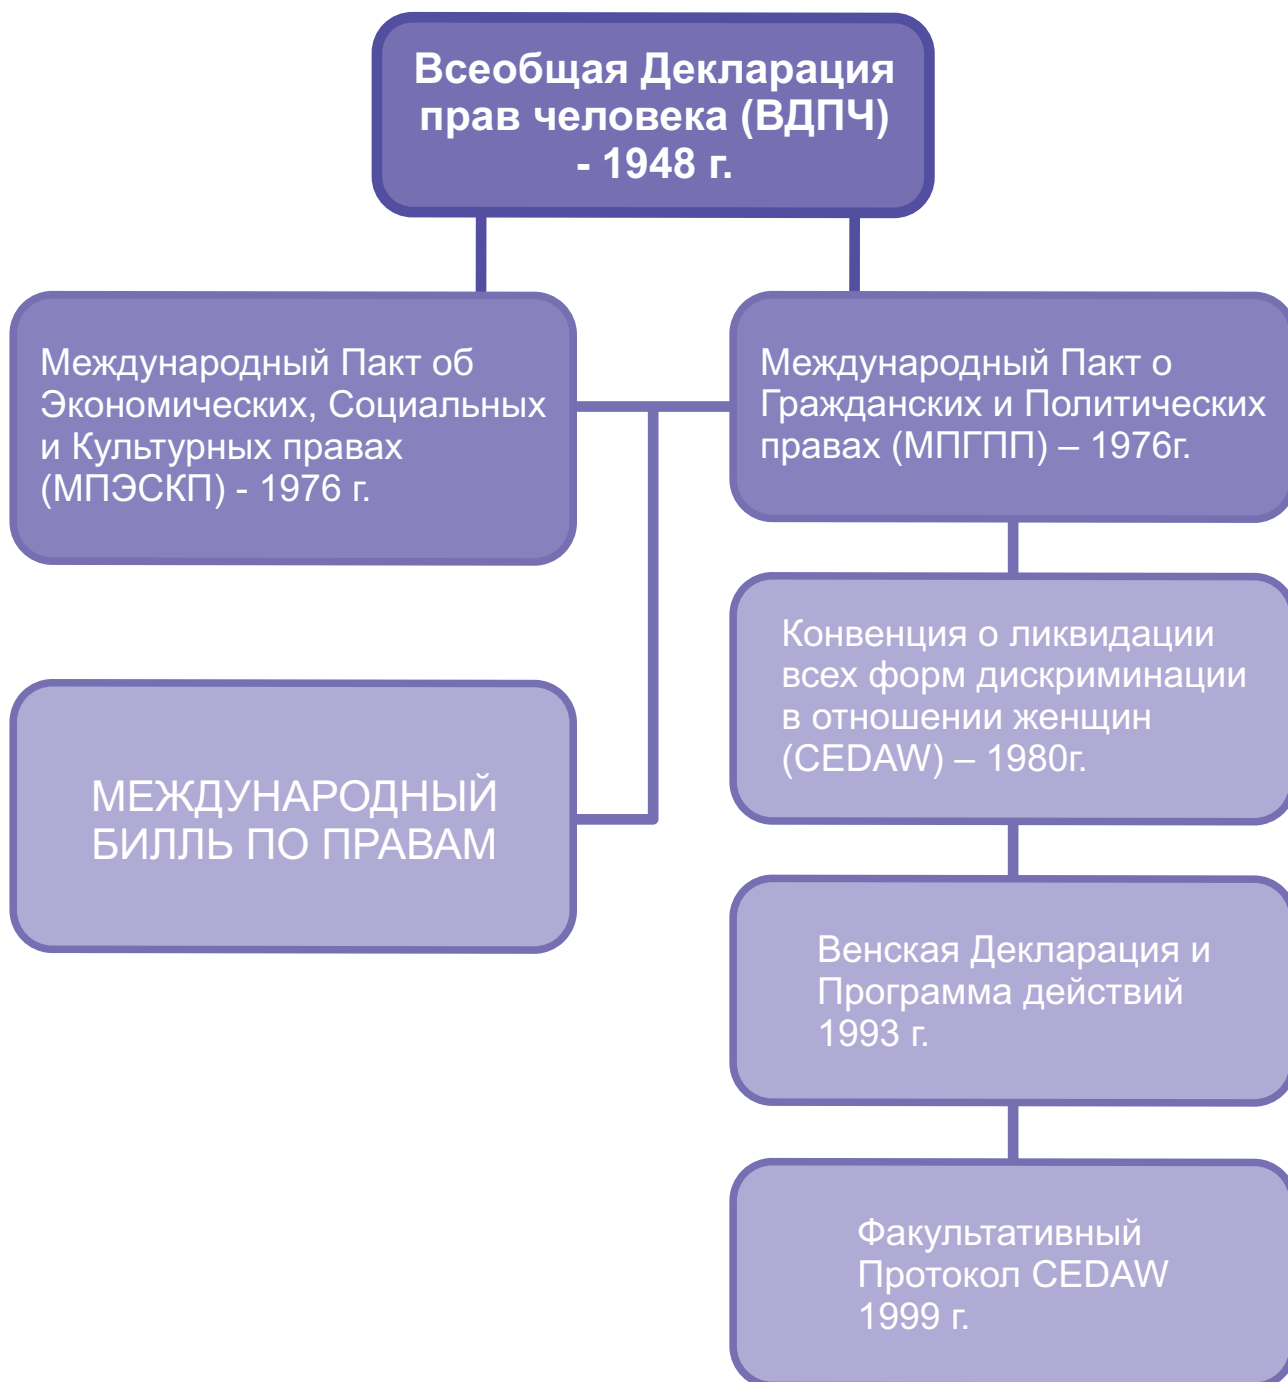 Всеобщая Декларация
прав человека (ВДПЧ)
- 1948 г.
Международный Пакт об
Экономических, Социальных
и Культурных правах
(МПЭСКП) - 1976 г.
Международный Пакт о
Гражданских и Политических
правах (МПГПП) – 1976г.
Конвенция о ликвидации
всех форм дискриминации
в отношении женщин
(CEDAW) – 1980г.
МЕЖДУНАРОДНЫЙ
БИЛЛЬ ПО ПРАВАМ
Венская Декларация и
Программа действий
1993 г.
Факультативный
Протокол CEDAW
1999 г.